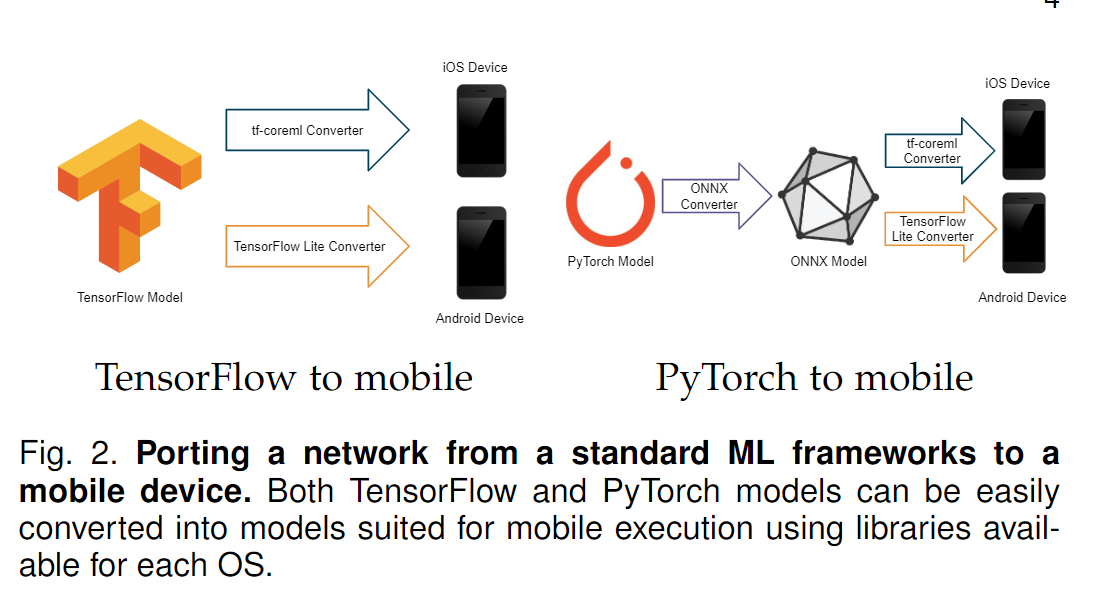 4
iOS Device
tf-coreml Converter
TensorFlow Lite Converter
TensorFlow Model
Android Device
TensorFlow to mobile
iOS Device
tf-coreml
Converter
ONNX
Converter
TensorFlow
Lite Converter
PyTorch Model
ONNX Model
Android Device
PyTorch to mobile
Fig. 2. Porting a network from a standard ML frameworks to a
mobile device. Both TensorFlow and PyTorch models can be easily
converted into models suited for mobile execution using libraries avail-
able for each OS.